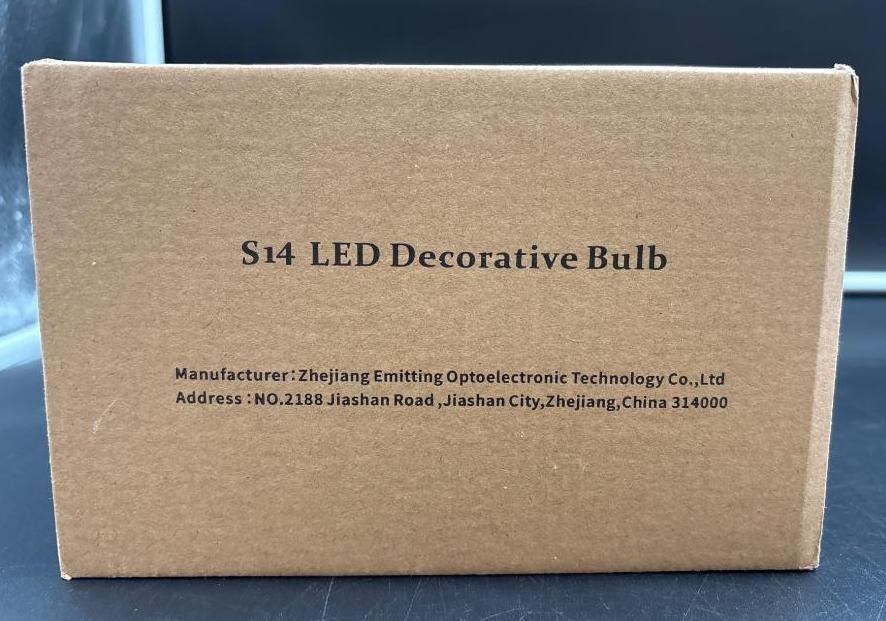 S14 LED Decorative Bulb
Manufacturer:Zhejiang Emitting Optoelectronic Technology Co.,Ltd
Address:NO.2188 Jiashan Road,Jiashan City,Zhejiang,China 314000